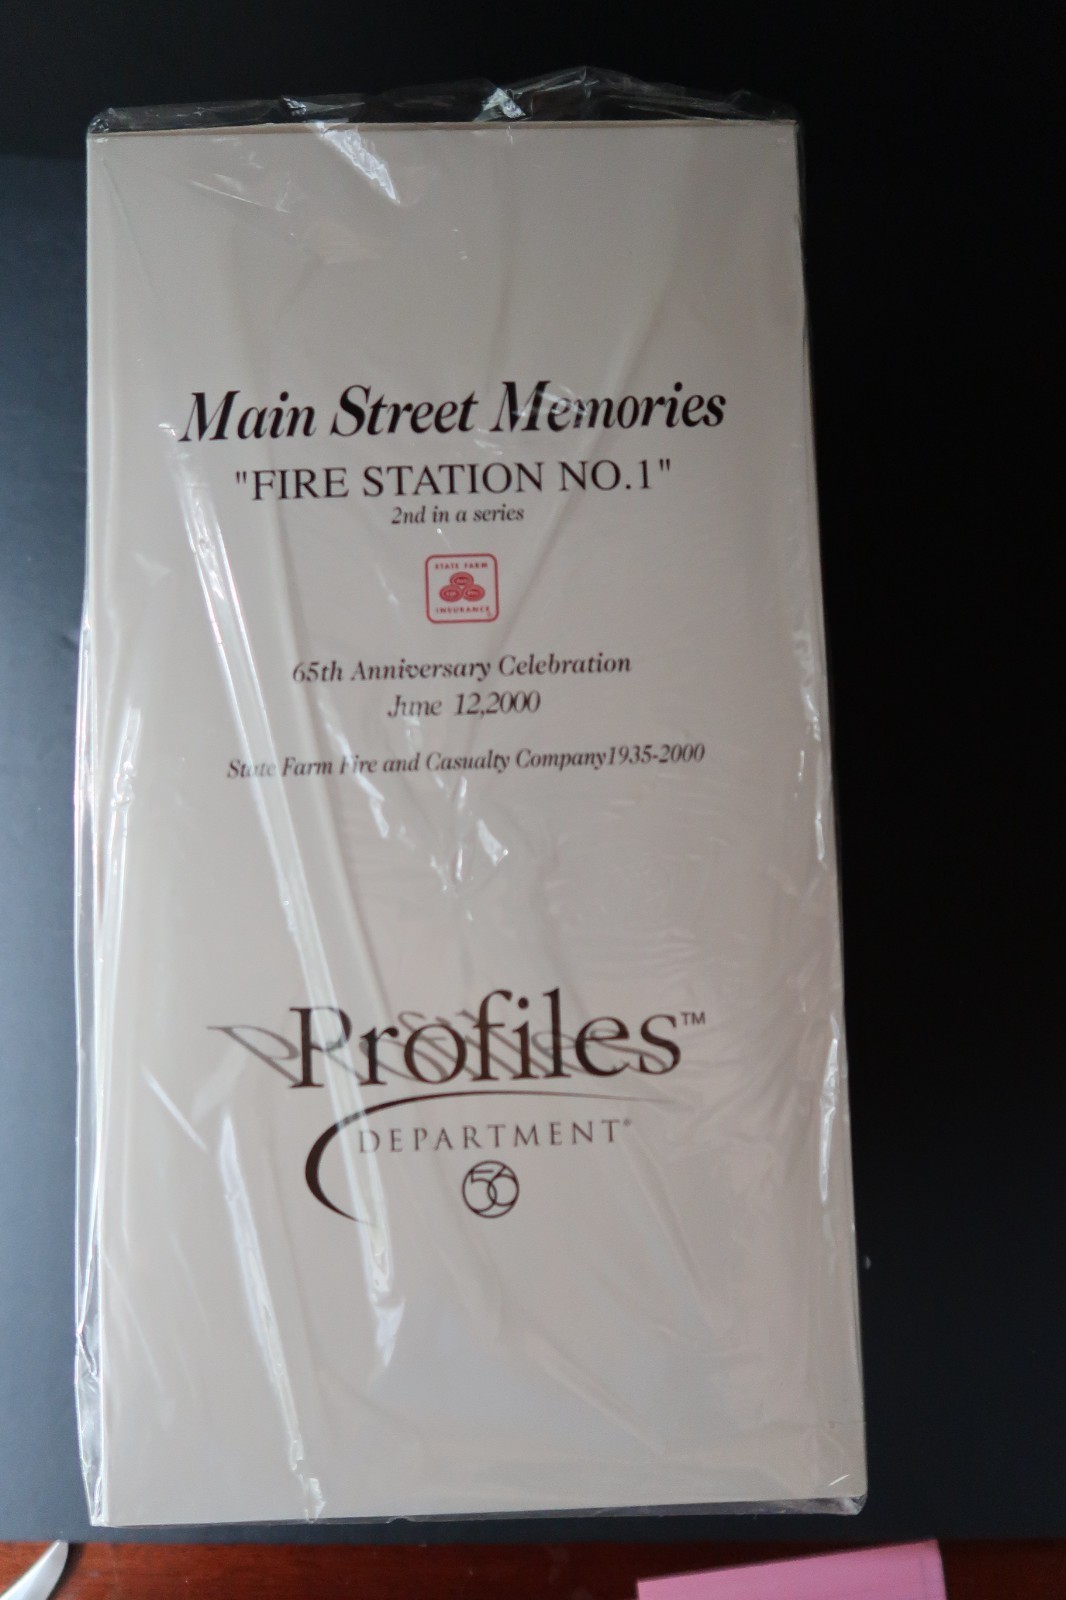 Main Street Memories
"FIRE STATION NO.1"
2nd in a series
STATE FARM
INSURANCE
65th Anniversary Celebration
June 12,2000
State Farm Fire and Casualty Company1935-2000
Profiles™
DEPARTMENT®
56